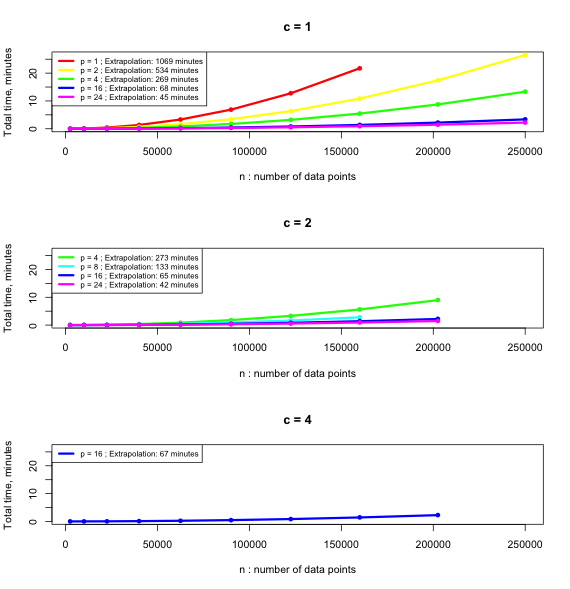 c = 1
Total time, minutes
p = 1 ; Extrapolation: 1069 minutes
p = 2 ; Extrapolation: 534 minutes
p = 4 ; Extrapolation: 269 minutes
p = 16 ; Extrapolation: 68 minutes
p = 24 ; Extrapolation: 45 minutes
20
10
0
0 50000 100000 150000 200000 250000
n : number of data points
c = 2
Total time, minutes
p = 4 ; Extrapolation: 273 minutes
p = 8 ; Extrapolation: 133 minutes
p = 16 ; Extrapolation: 65 minutes
p = 24 ; Extrapolation: 42 minutes
20
10
0
0 50000 100000 150000 200000 250000
n : number of data points
c = 4
Total time, minutes
p = 16 ; Extrapolation: 67 minutes
20
10
0
0 50000 100000 150000 200000 250000
n : number of data points